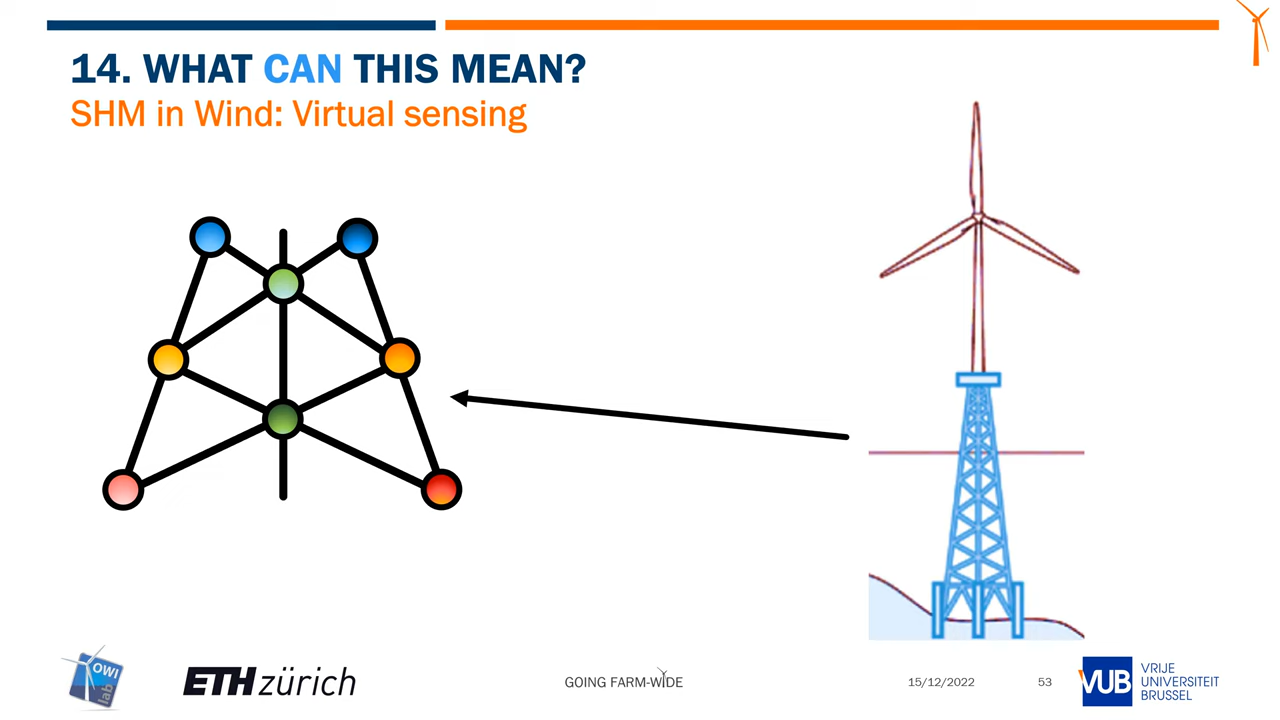 14. WHAT CAN THIS MEAN?
SHM in Wind: Virtual sensing
OWI
lab
ETH zürich
GOING FARM-WIDE
15/12/2022
53
VUB
VRIJE
UNIVERSITEIT
BRUSSEL